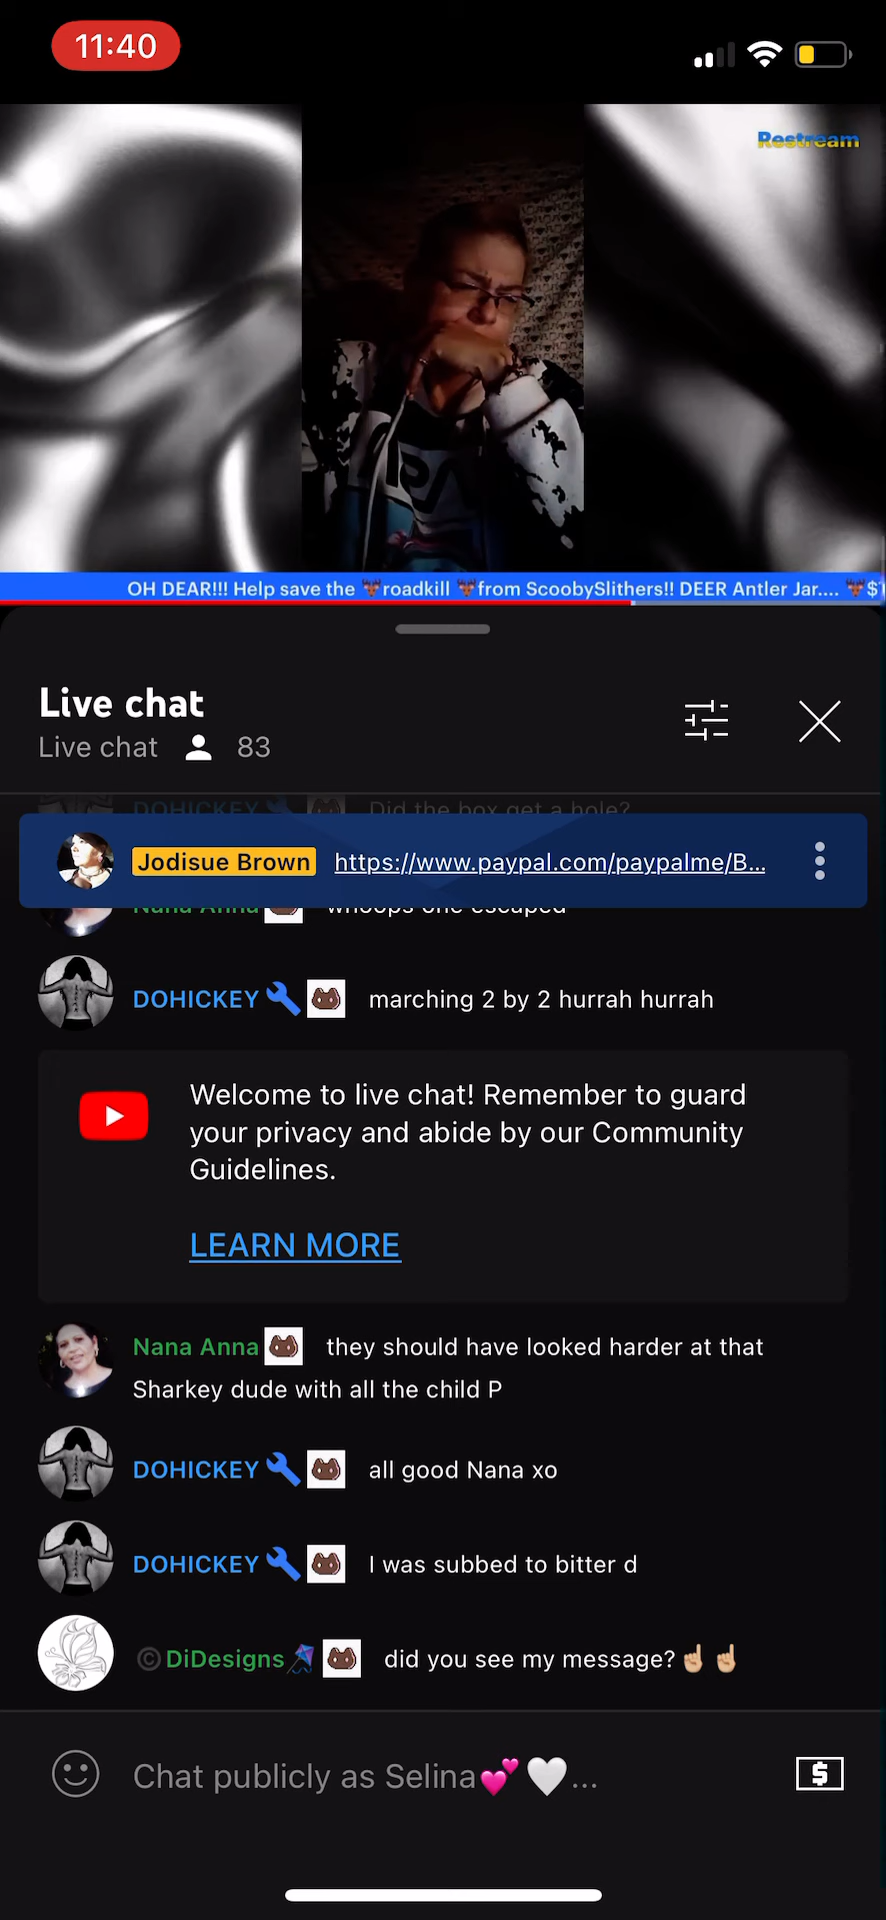 11:40
Restream
OH DEAR!!! Help save the 🦌roadkill 🦌from ScoobySlithers!! DEER Antler Jar.... 🦌$
Live chat
Live chat 83
DOHICKEY Did the box get a hole?
Jodisue Brown https://www.paypal.com/paypalme/B...
Nana Anna whoops one escaped
DOHICKEY marching 2 by 2 hurrah hurrah
Welcome to live chat! Remember to guard
your privacy and abide by our Community
Guidelines.
LEARN MORE
Nana Anna they should have looked harder at that
Sharkey dude with all the child P
DOHICKEY all good Nana xo
DOHICKEY I was subbed to bitter d
©DiDesigns🪁 did you see my message?☝🏼☝🏼
Chat publicly as Selina💕🤍...